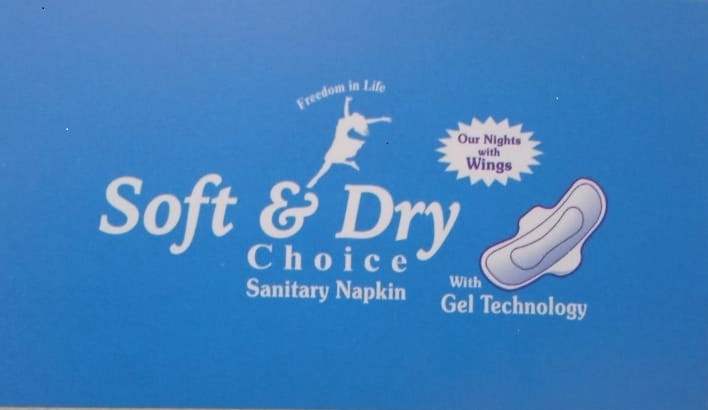 Freedom in Life
Our Nights
with
Wings
Soft & Dry
Choice
Sanitary Napkin
With
Gel Technology